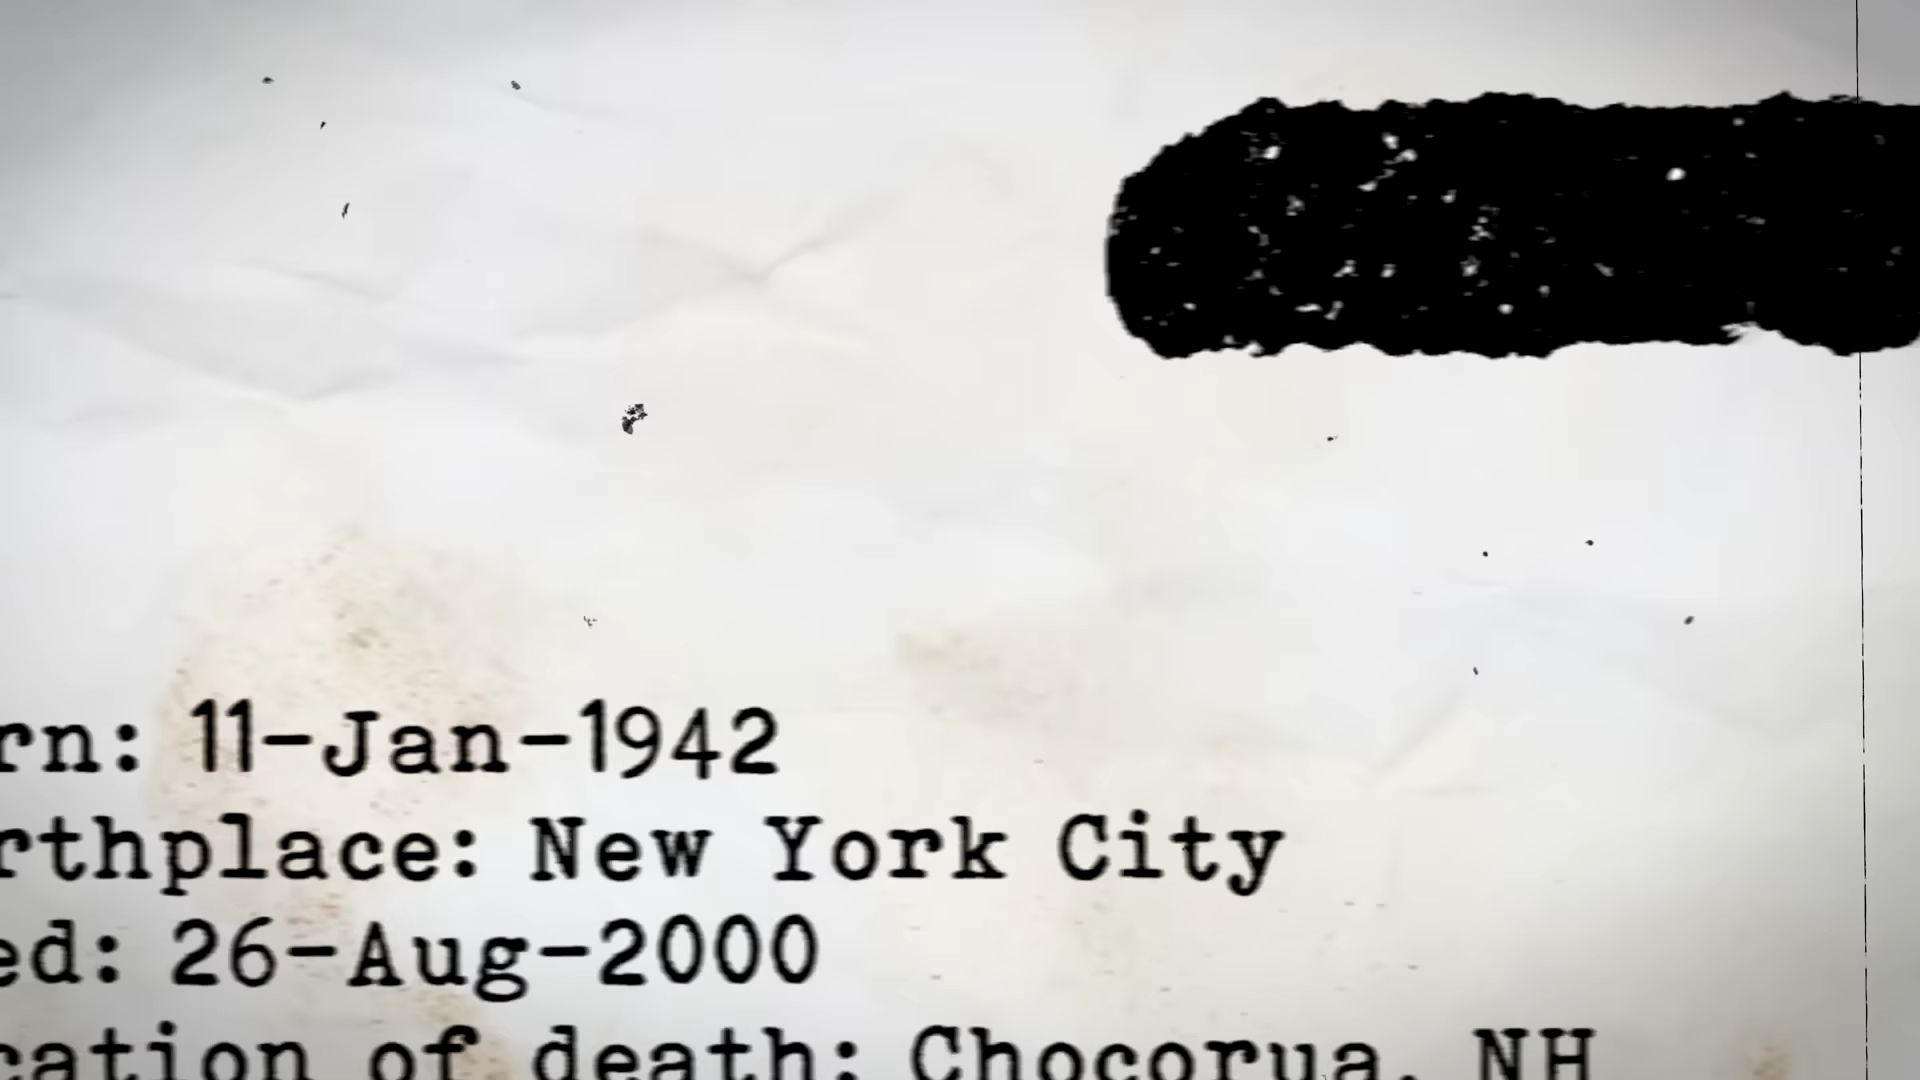 rn: 11-Jan-1942
rthplace: New York City
ed: 26-Aug-2000
cation of death: Chocorua, NH